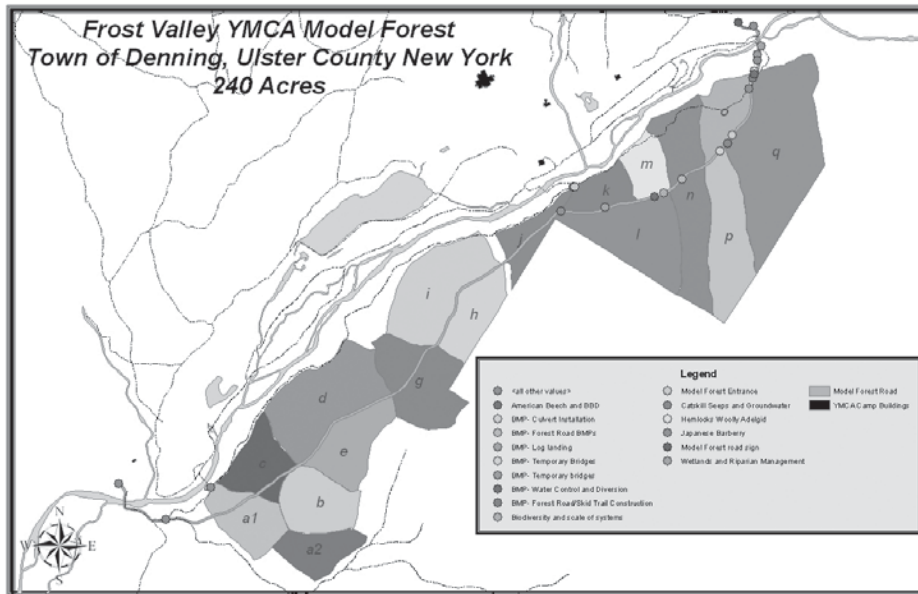 Frost Valley YMCA Model Forest
Town of Denning, Ulster County New York
240 Acres
q
m
k
n
p
l
j
i
h
g
d
e
c
b
a1
a2
N
W
E
S
Legend
<all other values>
American Beech and BBD
BMP- Culvert Installation
BMP- Forest Road BMPs
BMP- Log landing
BMP- Temporary Bridges
BMP- Temporary bridges
BMP- Water Control and Diversion
BMP- Forest Road/Skid Trail Construction
Biodiversity and scale of systems
Model Forest Entrance
Catskill Seeps and Groundwater
Hemlocks Woolly Adelgid
Japanese Barberry
Model Forest road sign
Wetlands and Riparian Management
Model Forest Road
YMCA Camp Buildings